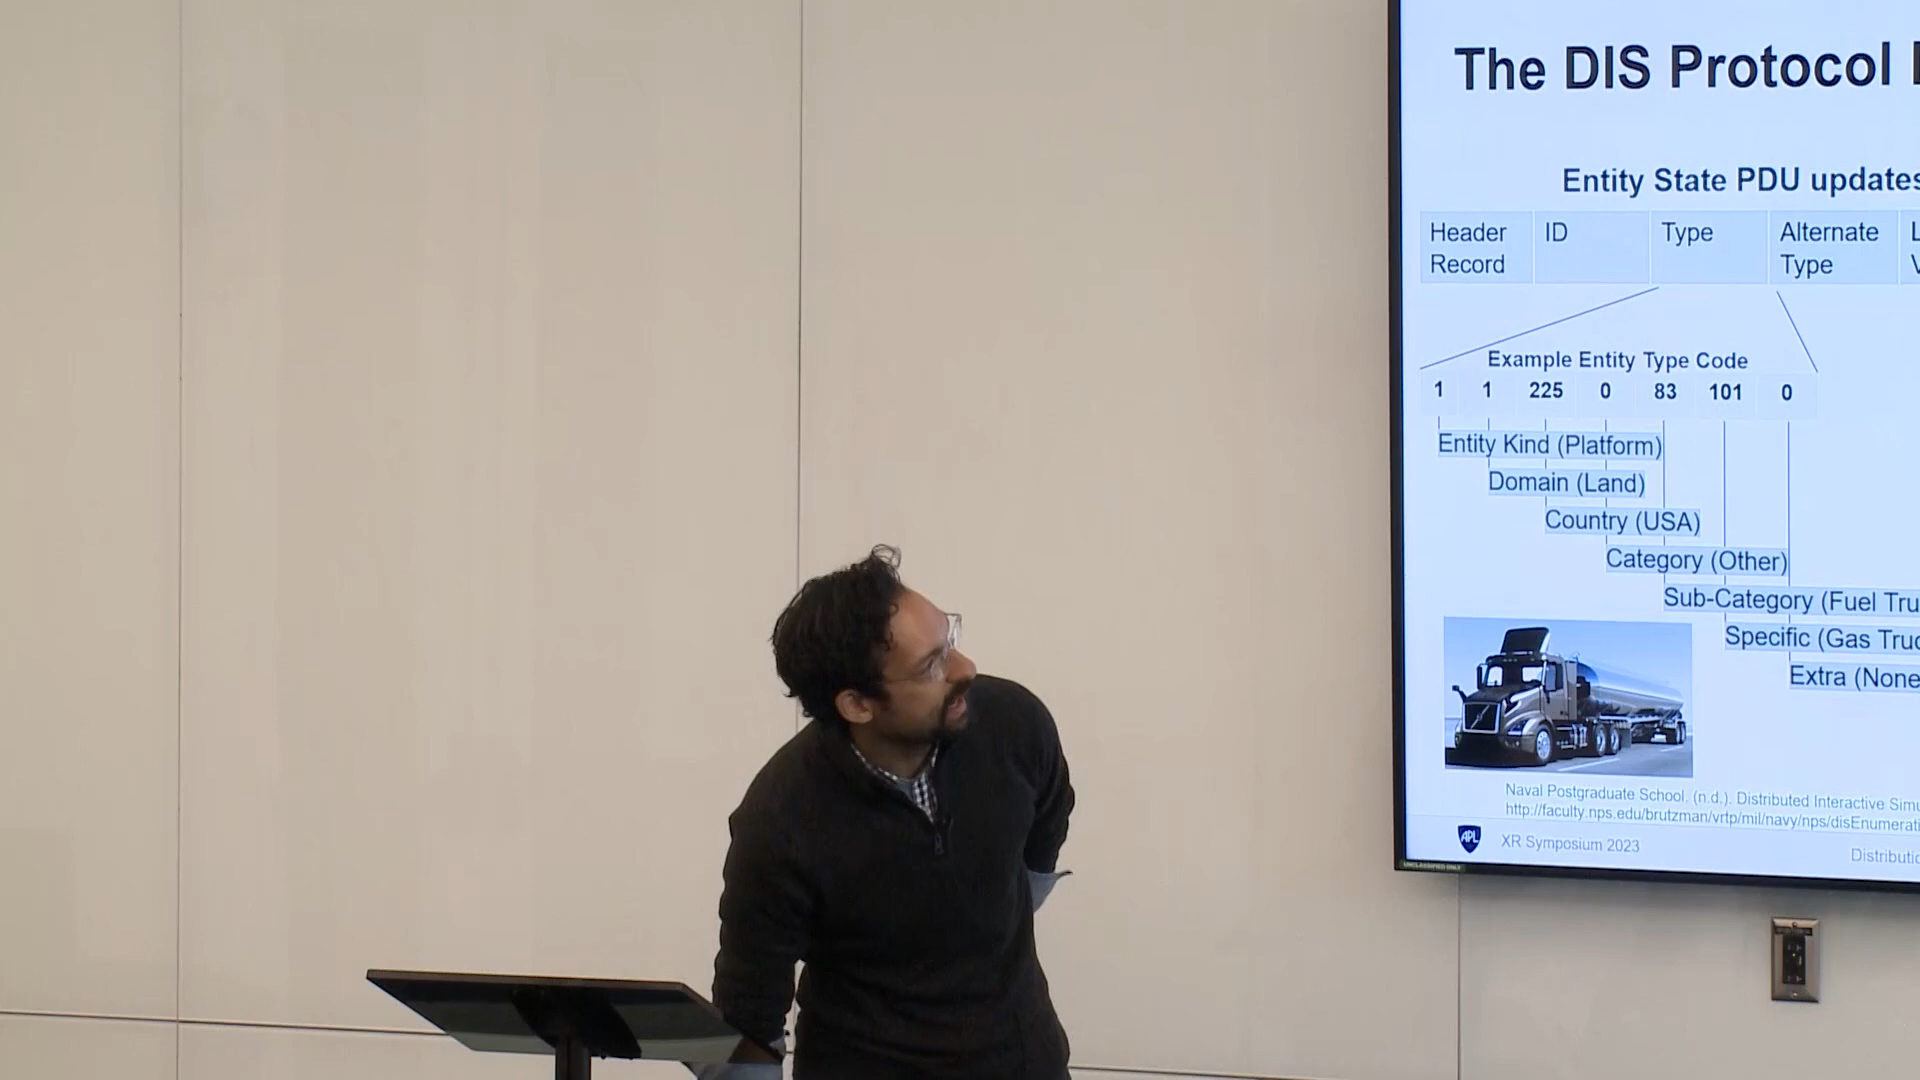 The DIS Protocol
Entity State PDU updates
Header Record
ID
Type
Alternate Type
Example Entity Type Code
1 1 225 0 83 101 0
Entity Kind (Platform)
Domain (Land)
Country (USA)
Category (Other)
Sub-Category (Fuel Tru
Specific (Gas Truc
Extra (None
Naval Postgraduate School. (n.d.). Distributed Interactive Simu
http://faculty.nps.edu/brutzman/vrtp/mil/navy/nps/disEnumerati
APL
XR Symposium 2023
Distributio
UNCLASSIFIED ONLY